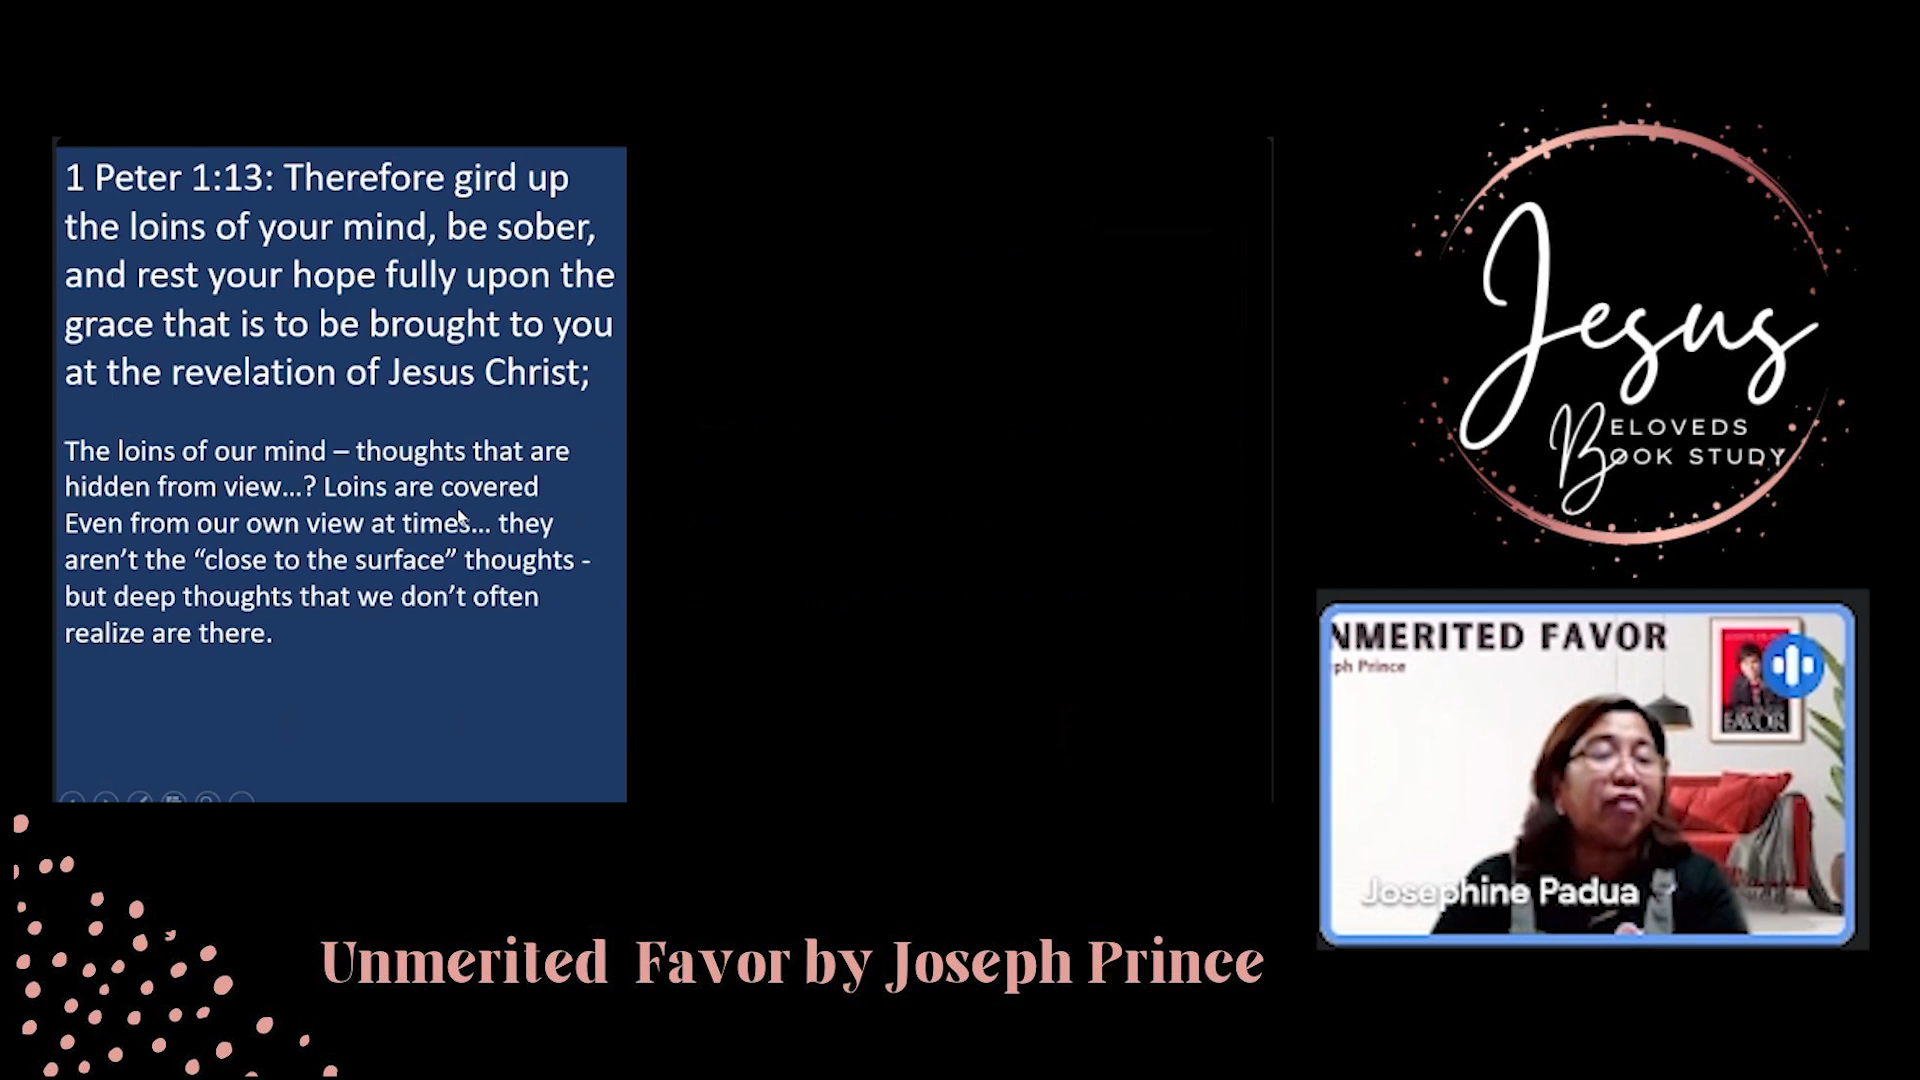 1 Peter 1:13: Therefore gird up
the loins of your mind, be sober,
and rest your hope fully upon the
grace that is to be brought to you
at the revelation of Jesus Christ;
The loins of our mind – thoughts that are
hidden from view...? Loins are covered
Even from our own view at times... they
aren’t the “close to the surface” thoughts -
but deep thoughts that we don’t often
realize are there.
Jesus
BELOVEDS
BOOK STUDY
NMERITED FAVOR
ph Prince
FAVOR
Josephine Padua
Unmerited Favor by Joseph Prince